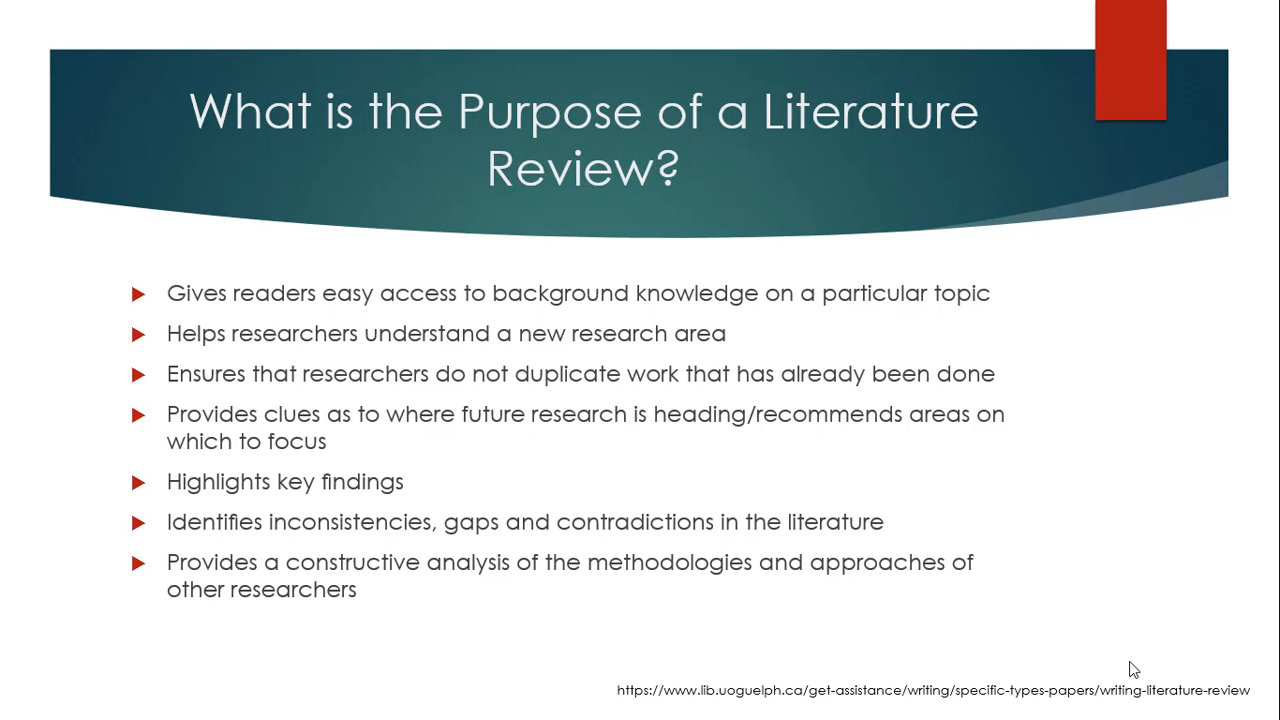 What is the Purpose of a Literature
Review?
Gives readers easy access to background knowledge on a particular topic
Helps researchers understand a new research area
Ensures that researchers do not duplicate work that has already been done
Provides clues as to where future research is heading/recommends areas on
which to focus
Highlights key findings
Identifies inconsistencies, gaps and contradictions in the literature
Provides a constructive analysis of the methodologies and approaches of
other researchers
https://www.lib.uoguelph.ca/get-assistance/writing/specific-types-papers/writing-literature-review